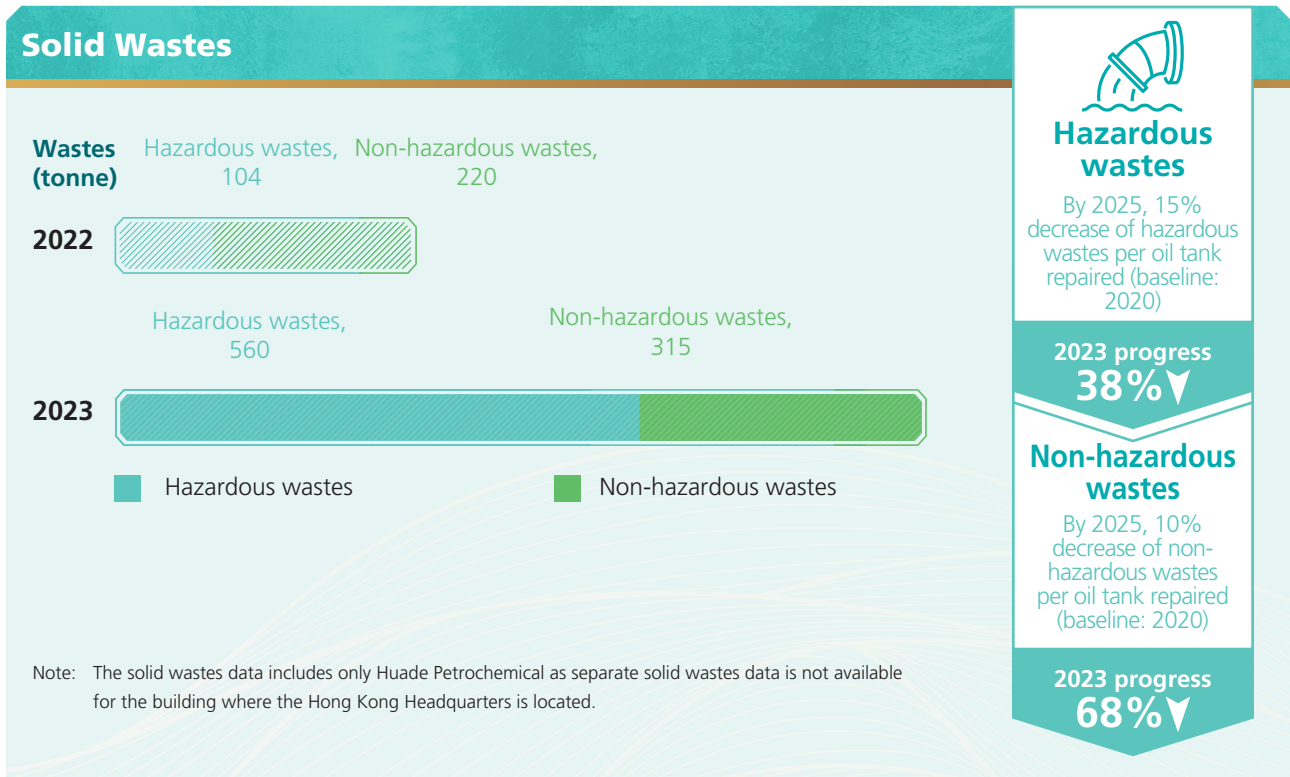 Solid Wastes
Wastes
(tonne)
Hazardous wastes,
104
Non-hazardous wastes,
220
2022
Hazardous wastes,
560
Non-hazardous wastes,
315
2023
Hazardous wastes
Non-hazardous wastes
Note: The solid wastes data includes only Huade Petrochemical as separate solid wastes data is not available
for the building where the Hong Kong Headquarters is located.
Hazardous
wastes
By 2025, 15%
decrease of hazardous
wastes per oil tank
repaired (baseline:
2020)
2023 progress
38%
Non-hazardous
wastes
By 2025, 10%
decrease of non-
hazardous wastes
per oil tank repaired
(baseline: 2020)
2023 progress
68%